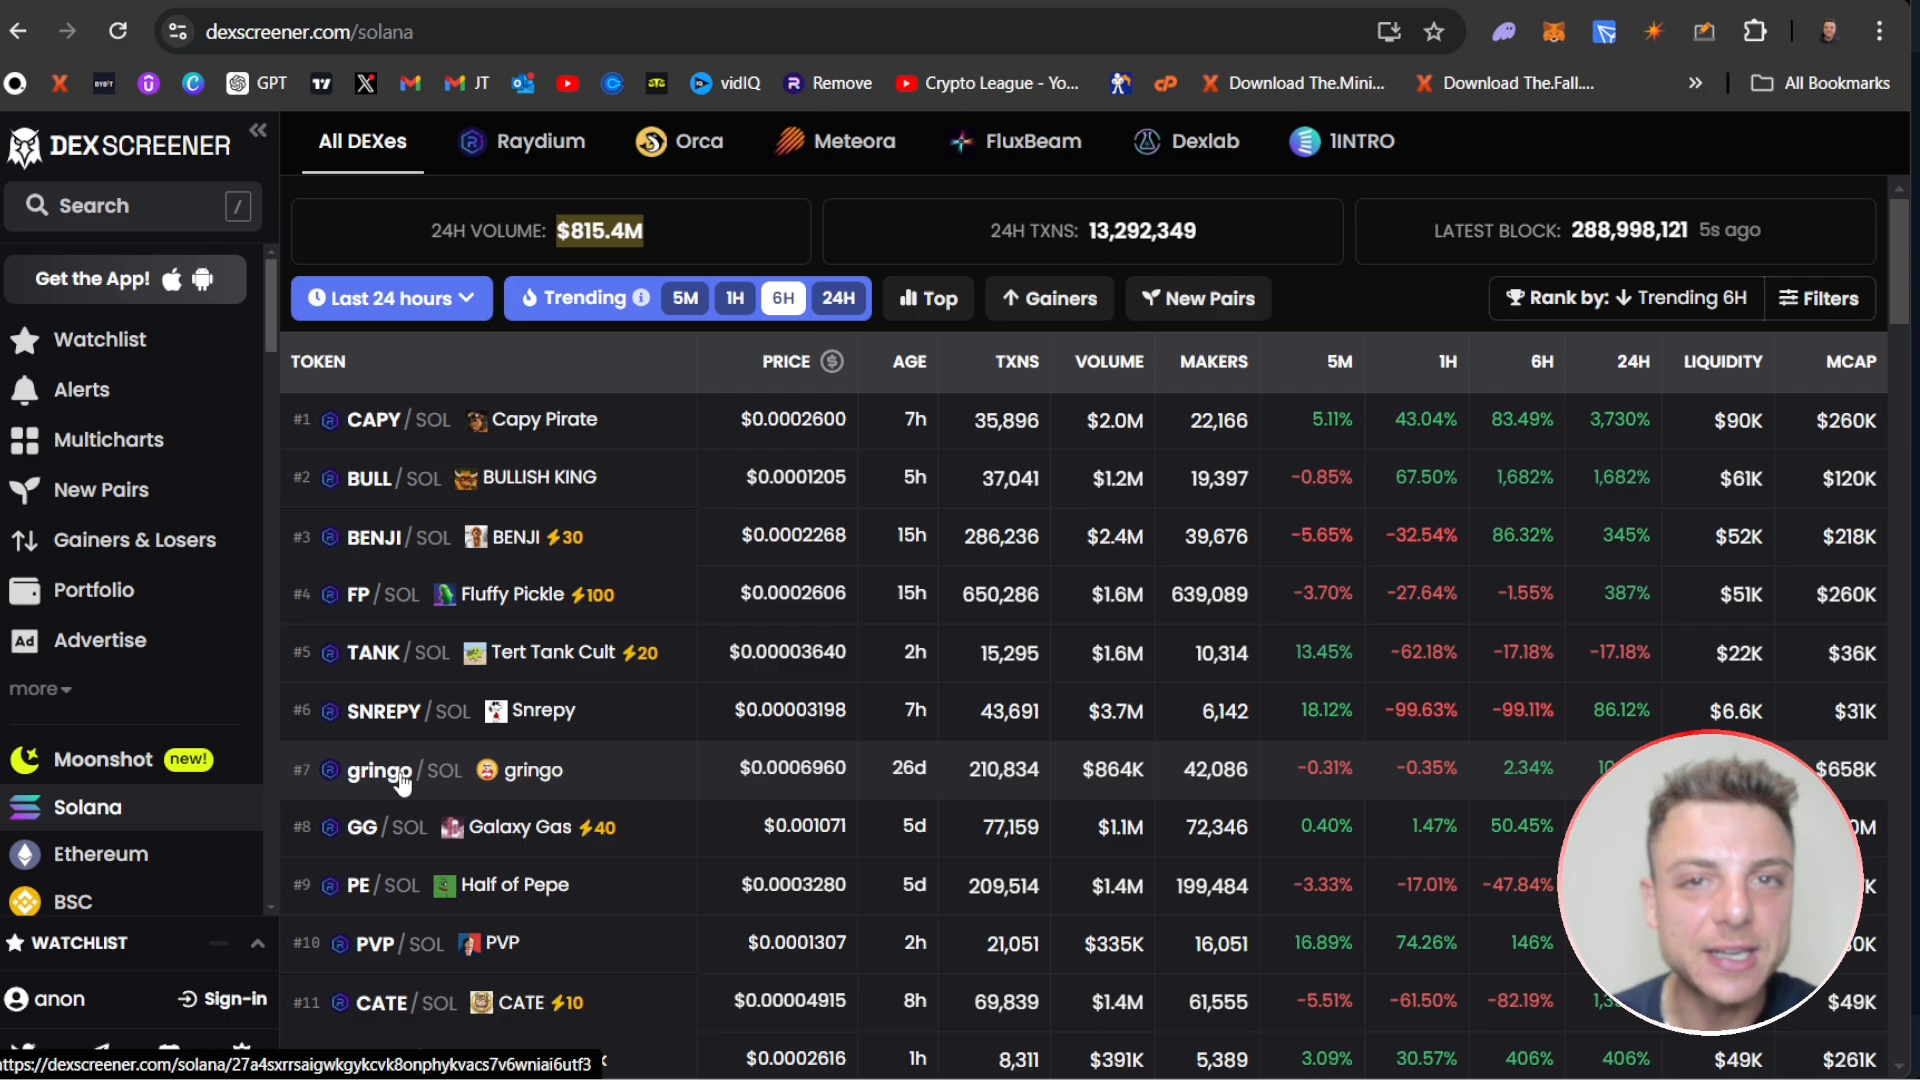 dexscreener.com/solana
BYBIT GPT 17 JT vidIQ Remove Crypto League - Yo... CP Download The.Mini... Download The.Fall.... All Bookmarks
DEXSCREENER
Search /
Get the App!
Watchlist
Alerts
Multicharts
New Pairs
Gainers & Losers
Portfolio
Ad Advertise
more
Moonshot new!
Solana
Ethereum
BSC
WATCHLIST
anon Sign-in
All DEXes Raydium Orca Meteora FluxBeam Dexlab 1INTRO
24H VOLUME: $815.4M 24H TXNS: 13,292,349 LATEST BLOCK: 288,998,121 5s ago
Last 24 hours Trending 5M 1H 6H 24H Top Gainers New Pairs Rank by: Trending 6H Filters
TOKEN PRICE AGE TXNS VOLUME MAKERS 5M 1H 6H 24H LIQUIDITY MCAP
#1 CAPY/SOL Capy Pirate $0.0002600 7h 35,896 $2.0M 22,166 5.11% 43.04% 83.49% 3,730% $90K $260K
#2 BULL/SOL BULLISH KING $0.0001205 5h 37,041 $1.2M 19,397 -0.85% 67.50% 1,682% 1,682% $61K $120K
#3 BENJI/SOL BENJI 30 $0.0002268 15h 286,236 $2.4M 39,676 -5.65% -32.54% 86.32% 345% $52K $218K
#4 FP/SOL Fluffy Pickle 100 $0.0002606 15h 650,286 $1.6M 639,089 -3.70% -27.64% -1.55% 387% $51K $260K
#5 TANK/SOL Tert Tank Cult 20 $0.00003640 2h 15,295 $1.6M 10,314 13.45% -62.18% -17.18% -17.18% $22K $36K
#6 SNREPY/SOL Snrepy $0.00003198 7h 43,691 $3.7M 6,142 18.12% -99.63% -99.11% 86.12% $6.6K $31K
#7 gringo/SOL gringo $0.0006960 26d 210,834 $864K 42,086 -0.31% -0.35% 2.34% $658K
#8 GG/SOL Galaxy Gas 40 $0.001071 5d 77,159 $1.1M 72,346 0.40% 1.47% 50.45%
#9 PE/SOL Half of Pepe $0.0003280 5d 209,514 $1.4M 199,484 -3.33% -17.01% -47.84%
#10 PVP/SOL PVP $0.0001307 2h 21,051 $335K 16,051 16.89% 74.26% 146%
#11 CATE/SOL CATE 10 $0.00004915 8h 69,839 $1.4M 61,555 -5.51% -61.50% -82.19% $49K
$0.0002616 1h 8,311 $391K 5,389 3.09% 30.57% 406% 406% $49K $261K
ttps://dexscreener.com/solana/27a4sxrrsaigwkgykcvk8onphykvacs7v6wniai6utf3